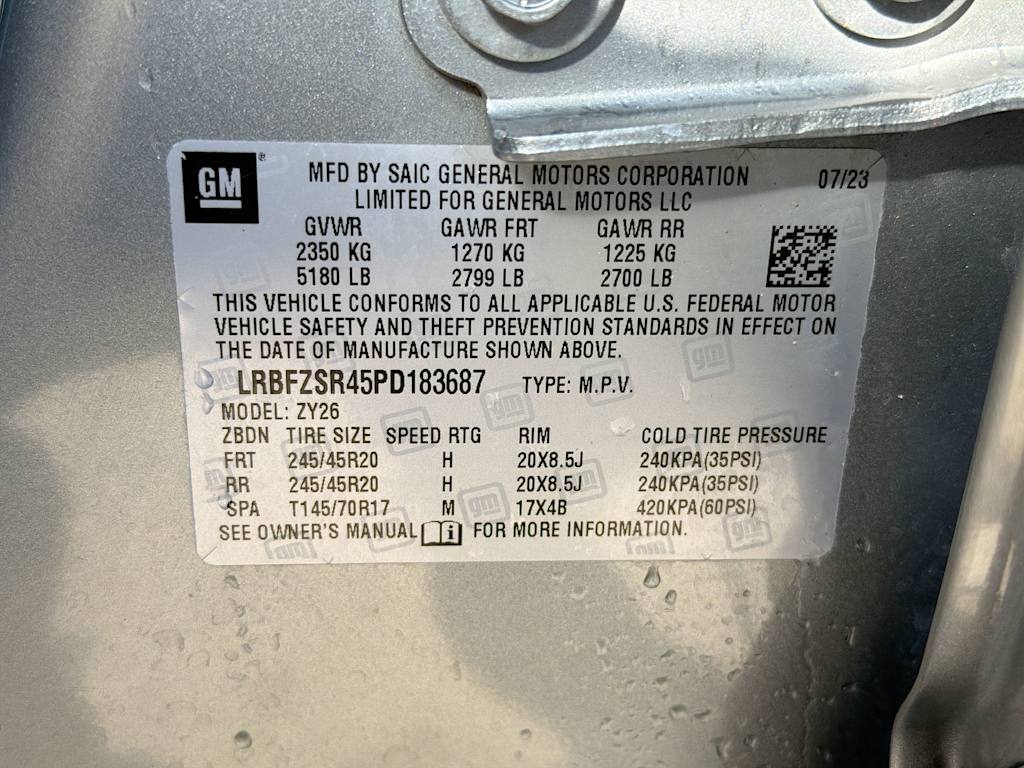 GM
MFD BY SAIC GENERAL MOTORS CORPORATION 07/23
LIMITED FOR GENERAL MOTORS LLC
GVWR GAWR FRT GAWR RR
2350 KG 1270 KG 1225 KG
5180 LB 2799 LB 2700 LB
THIS VEHICLE CONFORMS TO ALL APPLICABLE U.S. FEDERAL MOTOR
VEHICLE SAFETY AND THEFT PREVENTION STANDARDS IN EFFECT ON
THE DATE OF MANUFACTURE SHOWN ABOVE.
LRBFZSR45PD183687 TYPE: M.P.V.
MODEL: ZY26
ZBDN TIRE SIZE SPEED RTG RIM COLD TIRE PRESSURE
FRT 245/45R20 H 20X8.5J 240KPA(35PSI)
RR 245/45R20 H 20X8.5J 240KPA(35PSI)
SPA T145/70R17 M 17X4B 420KPA(60PSI)
SEE OWNER'S MANUAL FOR MORE INFORMATION.